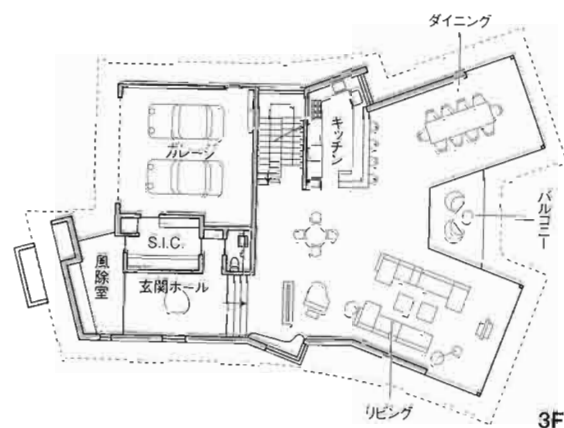 ダイニング
キッチン
ガレージ
バルコニー
S.I.C.
風除室
玄関ホール
リビング
3F